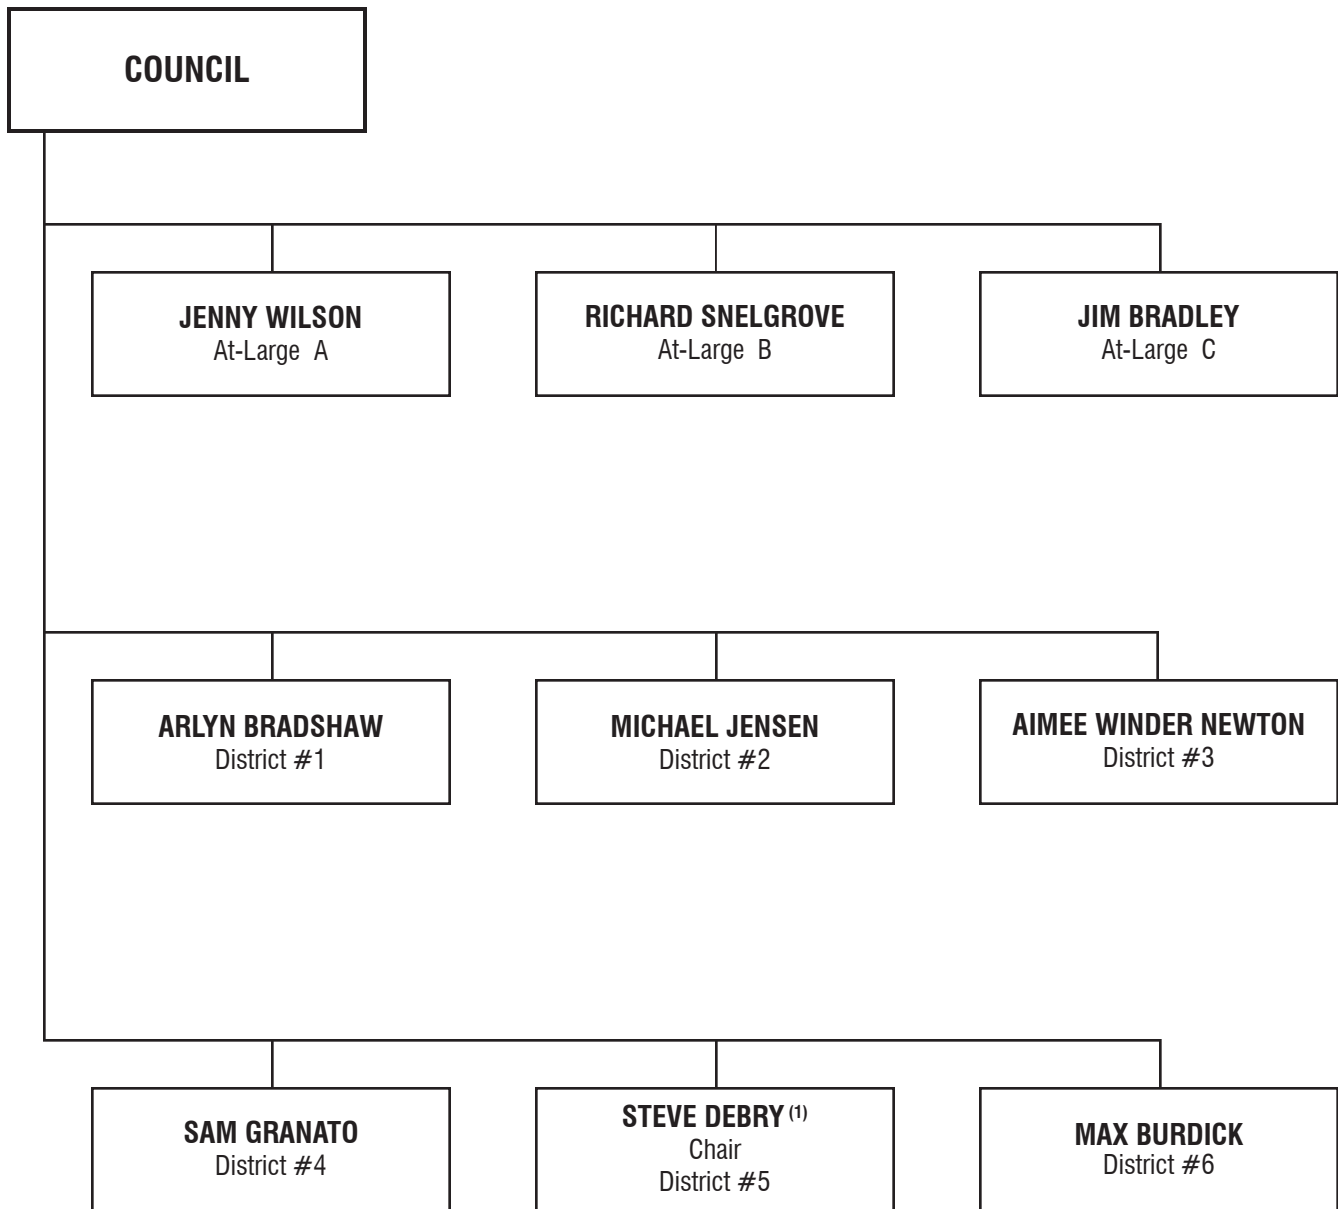 COUNCIL
JENNY WILSON
At-Large A
RICHARD SNELGROVE
At-Large B
JIM BRADLEY
At-Large C
ARLYN BRADSHAW
District #1
MICHAEL JENSEN
District #2
AIMEE WINDER NEWTON
District #3
SAM GRANATO
District #4
STEVE DEBRY (1)
Chair
District #5
MAX BURDICK
District #6